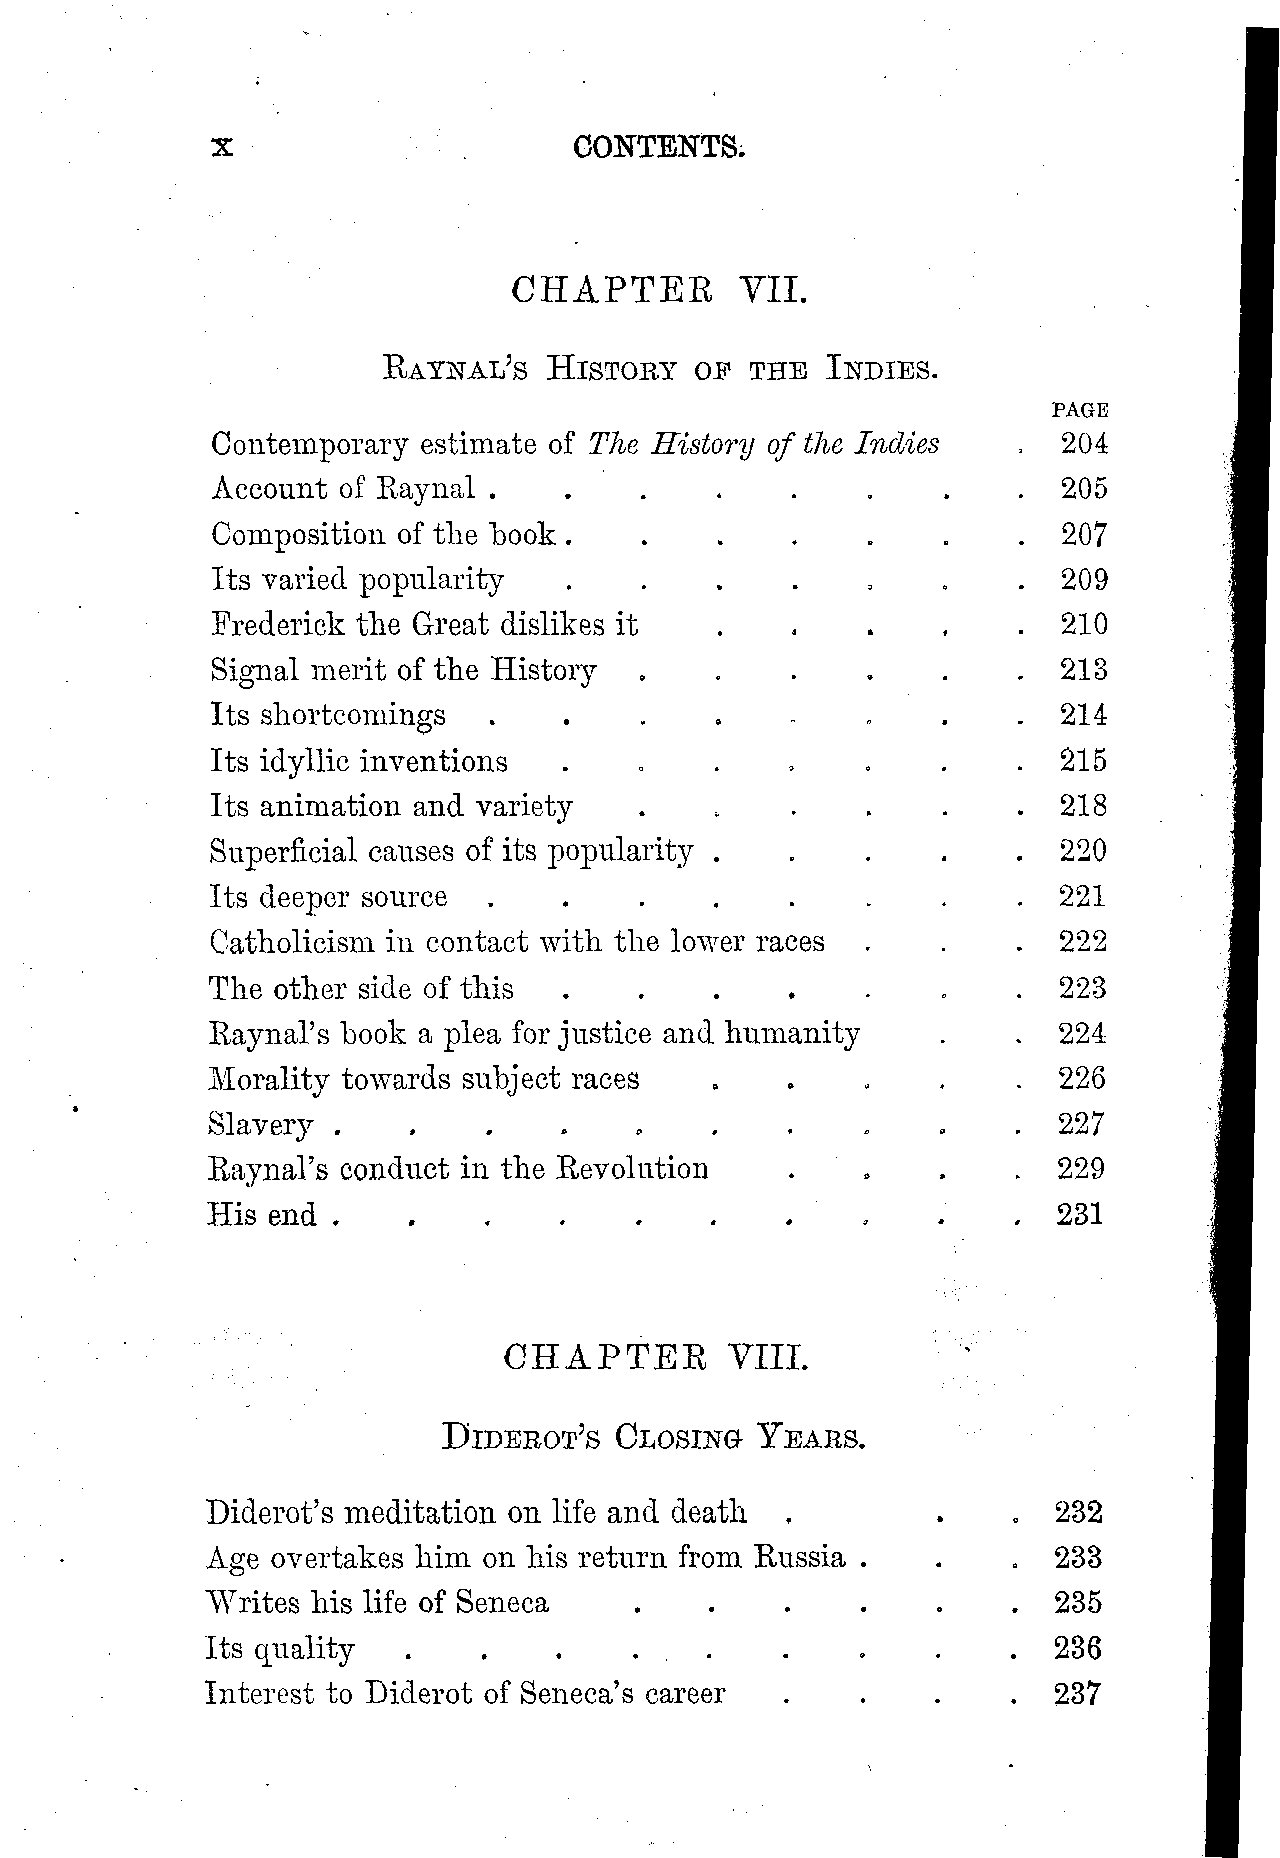 x CONTENTS.
CHAPTER VII.
RAYNAL'S HISTORY OF THE INDIES.
PAGE
Contemporary estimate of The History of the Indies . 204
Account of Raynal . . . . . . . . 205
Composition of the book . . . . . . . 207
Its varied popularity . . . . . . . 209
Frederick the Great dislikes it . . . . . 210
Signal merit of the History . . . . . . 213
Its shortcomings . . . . . . . . 214
Its idyllic inventions . . . . . . . 215
Its animation and variety . . . . . . 218
Superficial causes of its popularity . . . . . 220
Its deeper source . . . . . . . . 221
Catholicism in contact with the lower races . . . 222
The other side of this . . . . . . . 223
Raynal's book a plea for justice and humanity . . 224
Morality towards subject races . . . . . 226
Slavery . . . . . . . . . . 227
Raynal's conduct in the Revolution . . . . 229
His end . . . . . . . . . . 231
CHAPTER VIII.
DIDEROT'S CLOSING YEARS.
Diderot's meditation on life and death . . . 232
Age overtakes him on his return from Russia . . . 233
Writes his life of Seneca . . . . . . 235
Its quality . . . . . . . . . 236
Interest to Diderot of Seneca's career . . . . 237